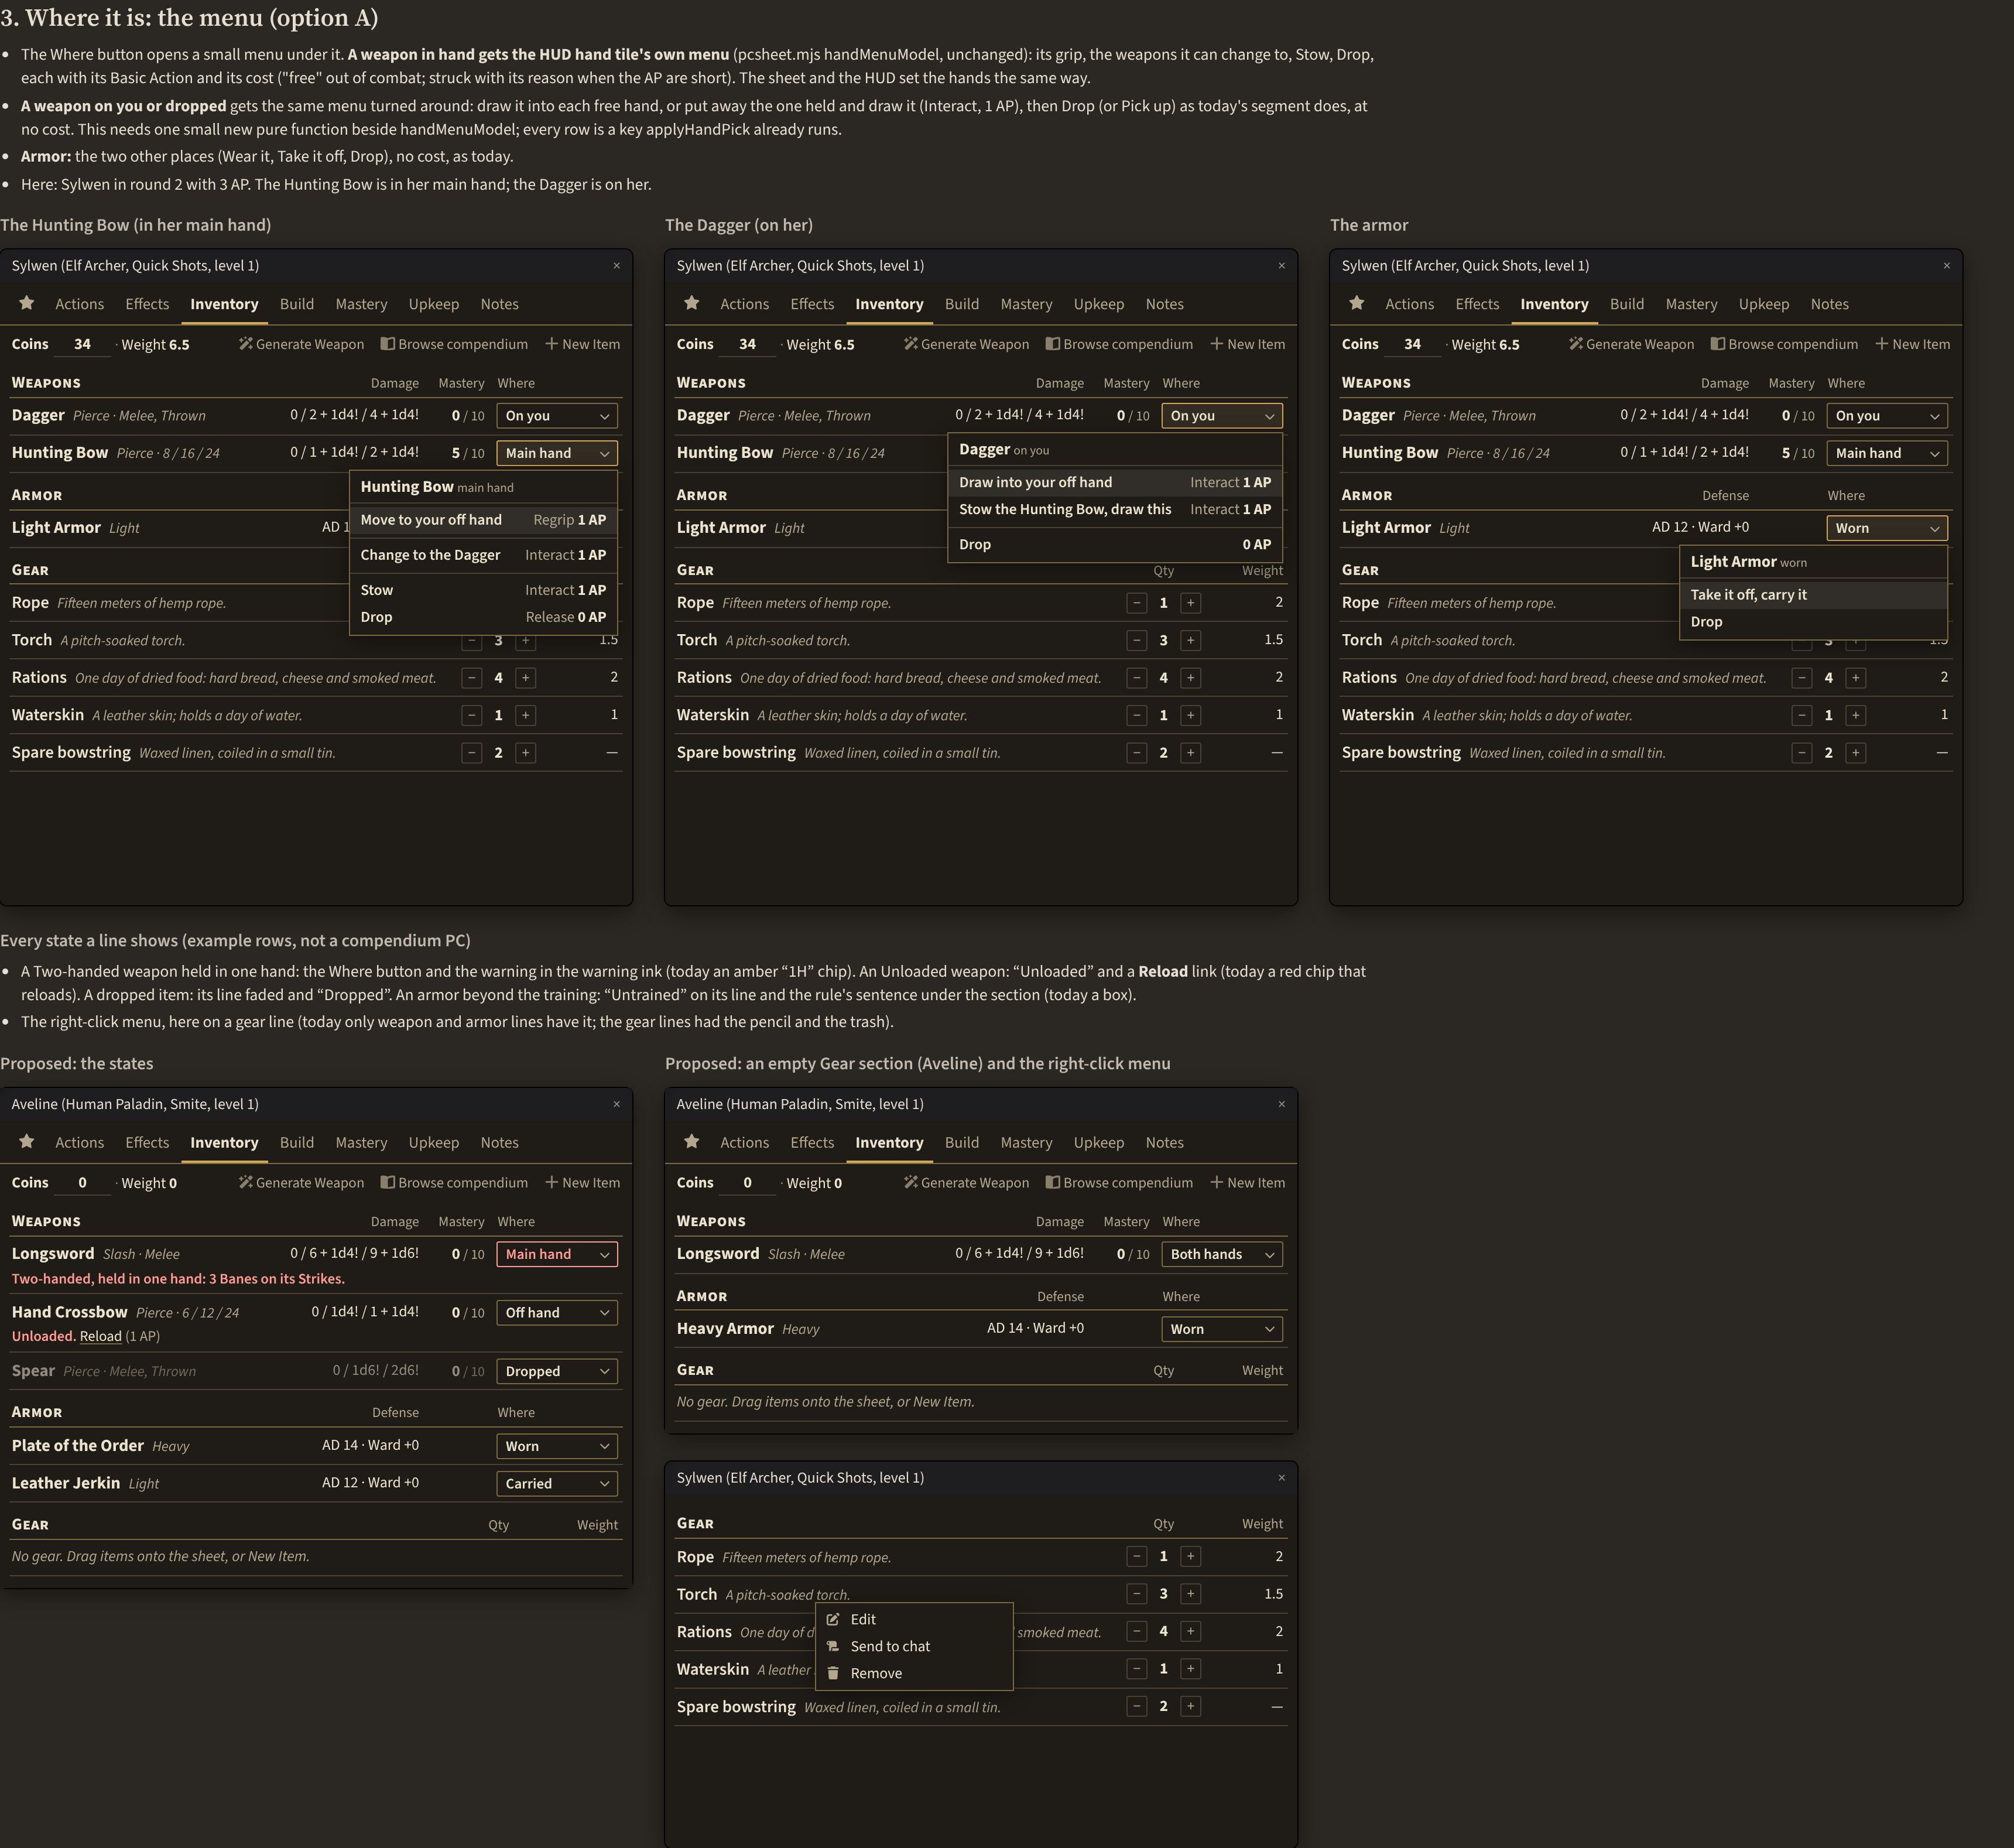 3. Where it is: the menu (option A)
• The Where button opens a small menu under it. A weapon in hand gets the HUD hand tile's own menu (pcsheet.mjs handMenuModel, unchanged): its grip, the weapons it can change to, Stow, Drop,
each with its Basic Action and its cost ("free" out of combat; struck with its reason when the AP are short). The sheet and the HUD set the hands the same way.
• A weapon on you or dropped gets the same menu turned around: draw it into each free hand, or put away the one held and draw it (Interact, 1 AP), then Drop (or Pick up) as today's segment does, at
no cost. This needs one small new pure function beside handMenuModel; every row is a key applyHandPick already runs.
• Armor: the two other places (Wear it, Take it off, Drop), no cost, as today.
• Here: Sylwen in round 2 with 3 AP. The Hunting Bow is in her main hand; the Dagger is on her.
The Hunting Bow (in her main hand)
Sylwen (Elf Archer, Quick Shots, level 1) ×
Actions Effects Inventory Build Mastery Upkeep Notes
Coins 34 · Weight 6.5 Generate Weapon Browse compendium New Item
WEAPONS Damage Mastery Where
Dagger Pierce · Melee, Thrown 0 / 2 + 1d4! / 4 + 1d4! 0 / 10 On you
Hunting Bow Pierce · 8 / 16 / 24 0 / 1 + 1d4! / 2 + 1d4! 5 / 10 Main hand
Hunting Bow main hand
Move to your off hand Regrip 1 AP
Change to the Dagger Interact 1 AP
Stow Interact 1 AP
Drop Release 0 AP
ARMOR
Light Armor Light AD 1
GEAR
Rope Fifteen meters of hemp rope.
Torch A pitch-soaked torch. − 3 + 1.5
Rations One day of dried food: hard bread, cheese and smoked meat. − 4 + 2
Waterskin A leather skin; holds a day of water. − 1 + 1
Spare bowstring Waxed linen, coiled in a small tin. − 2 + —
The Dagger (on her)
Sylwen (Elf Archer, Quick Shots, level 1) ×
Actions Effects Inventory Build Mastery Upkeep Notes
Coins 34 · Weight 6.5 Generate Weapon Browse compendium New Item
WEAPONS Damage Mastery Where
Dagger Pierce · Melee, Thrown 0 / 2 + 1d4! / 4 + 1d4! 0 / 10 On you
Dagger on you
Draw into your off hand Interact 1 AP
Stow the Hunting Bow, draw this Interact 1 AP
Drop 0 AP
Hunting Bow Pierce · 8 / 16 / 24
ARMOR
Light Armor Light
GEAR Qty Weight
Rope Fifteen meters of hemp rope. − 1 + 2
Torch A pitch-soaked torch. − 3 + 1.5
Rations One day of dried food: hard bread, cheese and smoked meat. − 4 + 2
Waterskin A leather skin; holds a day of water. − 1 + 1
Spare bowstring Waxed linen, coiled in a small tin. − 2 + —
The armor
Sylwen (Elf Archer, Quick Shots, level 1) ×
Actions Effects Inventory Build Mastery Upkeep Notes
Coins 34 · Weight 6.5 Generate Weapon Browse compendium New Item
WEAPONS Damage Mastery Where
Dagger Pierce · Melee, Thrown 0 / 2 + 1d4! / 4 + 1d4! 0 / 10 On you
Hunting Bow Pierce · 8 / 16 / 24 0 / 1 + 1d4! / 2 + 1d4! 5 / 10 Main hand
ARMOR Defense Where
Light Armor Light AD 12 · Ward +0 Worn
Light Armor worn
Take it off, carry it
Drop
GEAR
Rope Fifteen meters of hemp rope.
Torch A pitch-soaked torch. − 3 + 1.5
Rations One day of dried food: hard bread, cheese and smoked meat. − 4 + 2
Waterskin A leather skin; holds a day of water. − 1 + 1
Spare bowstring Waxed linen, coiled in a small tin. − 2 + —
Every state a line shows (example rows, not a compendium PC)
• A Two-handed weapon held in one hand: the Where button and the warning in the warning ink (today an amber “1H” chip). An Unloaded weapon: “Unloaded” and a Reload link (today a red chip that
reloads). A dropped item: its line faded and “Dropped”. An armor beyond the training: “Untrained” on its line and the rule's sentence under the section (today a box).
• The right-click menu, here on a gear line (today only weapon and armor lines have it; the gear lines had the pencil and the trash).
Proposed: the states
Aveline (Human Paladin, Smite, level 1) ×
Actions Effects Inventory Build Mastery Upkeep Notes
Coins 0 · Weight 0 Generate Weapon Browse compendium New Item
WEAPONS Damage Mastery Where
Longsword Slash · Melee 0 / 6 + 1d4! / 9 + 1d6! 0 / 10 Main hand
Two-handed, held in one hand: 3 Banes on its Strikes.
Hand Crossbow Pierce · 6 / 12 / 24 0 / 1d4! / 1 + 1d4! 0 / 10 Off hand
Unloaded. Reload (1 AP)
Spear Pierce · Melee, Thrown 0 / 1d6! / 2d6! 0 / 10 Dropped
ARMOR Defense Where
Plate of the Order Heavy AD 14 · Ward +0 Worn
Leather Jerkin Light AD 12 · Ward +0 Carried
GEAR Qty Weight
No gear. Drag items onto the sheet, or New Item.
Proposed: an empty Gear section (Aveline) and the right-click menu
Aveline (Human Paladin, Smite, level 1) ×
Actions Effects Inventory Build Mastery Upkeep Notes
Coins 0 · Weight 0 Generate Weapon Browse compendium New Item
WEAPONS Damage Mastery Where
Longsword Slash · Melee 0 / 6 + 1d4! / 9 + 1d6! 0 / 10 Both hands
ARMOR Defense Where
Heavy Armor Heavy AD 14 · Ward +0 Worn
GEAR Qty Weight
No gear. Drag items onto the sheet, or New Item.
Sylwen (Elf Archer, Quick Shots, level 1) ×
GEAR Qty Weight
Rope Fifteen meters of hemp rope. − 1 + 2
Torch A pitch-soaked torch. − 3 + 1.5
Edit
Send to chat
Remove
Rations One day of d smoked meat. − 4 + 2
Waterskin A leather − 1 + 1
Spare bowstring Waxed linen, coiled in a small tin. − 2 + —